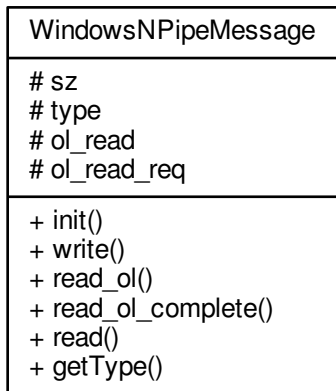 WindowsNPipeMessage
# sz
# type
# ol_read
# ol_read_req
+ init()
+ write()
+ read_ol()
+ read_ol_complete()
+ read()
+ getType()